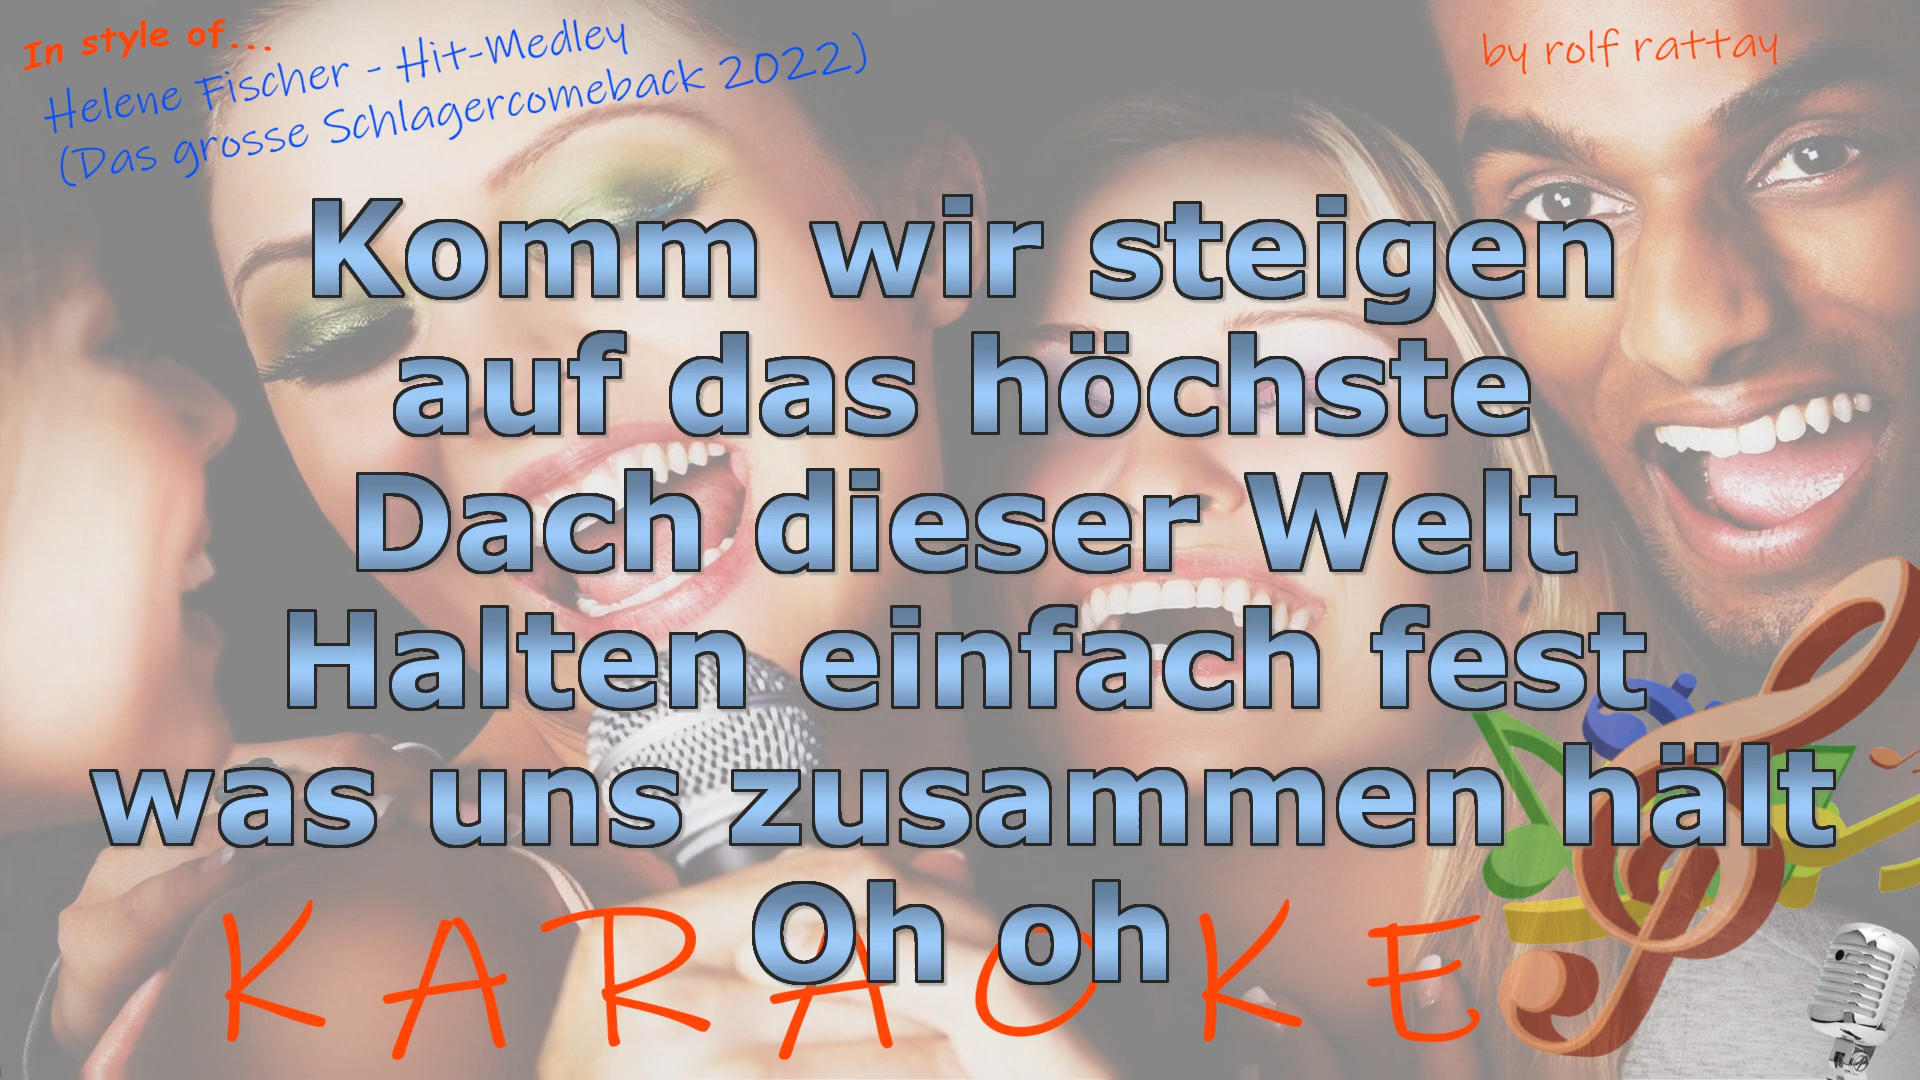 In style of...
Helene Fischer - Hit-Medley
(Das grosse Schlagercomeback 2022)
by rolf rattay
Komm wir steigen
auf das höchste
Dach dieser Welt
Halten einfach fest
was uns zusammen hält
Oh oh
KARAOKE